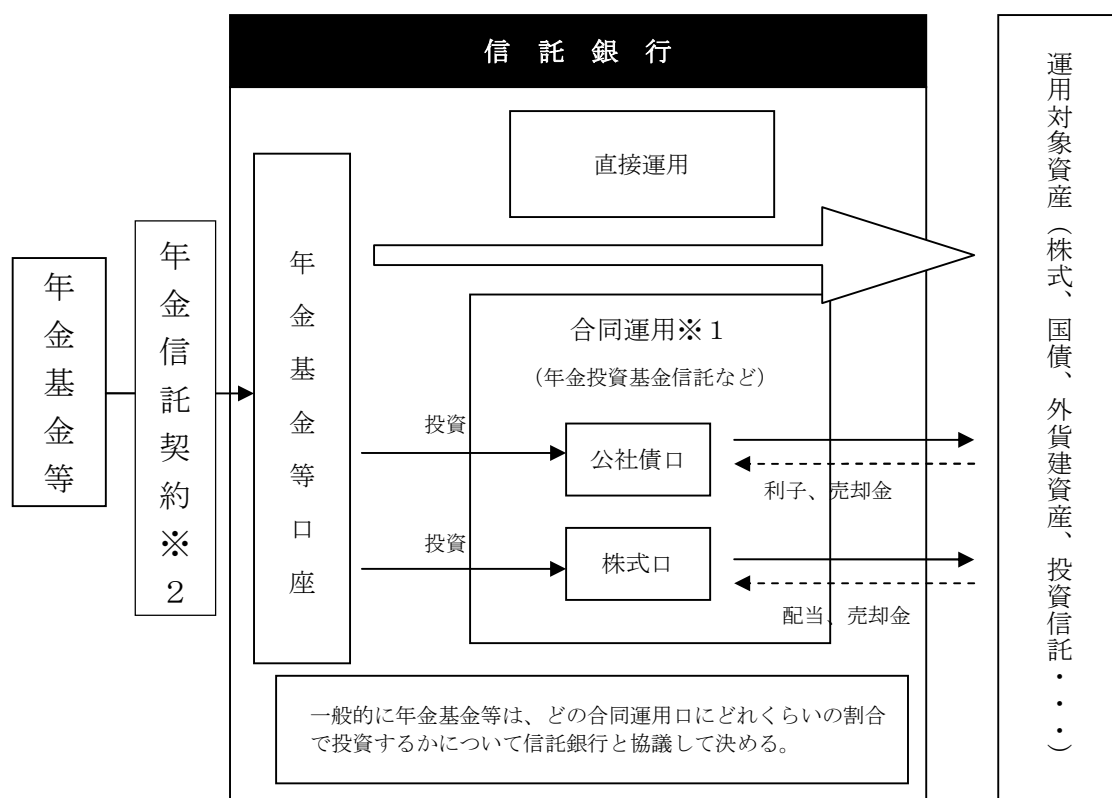 信 託 銀 行
年金基金等
年金信託契約※２
年金基金等口座
直接運用
合同運用※１
（年金投資基金信託など）
投資
公社債口
利子、売却金
投資
株式口
配当、売却金
一般的に年金基金等は、どの合同運用口にどれくらいの割合
で投資するかについて信託銀行と協議して決める。
運用対象資産（株式、国債、外貨建資産、投資信託・・・）